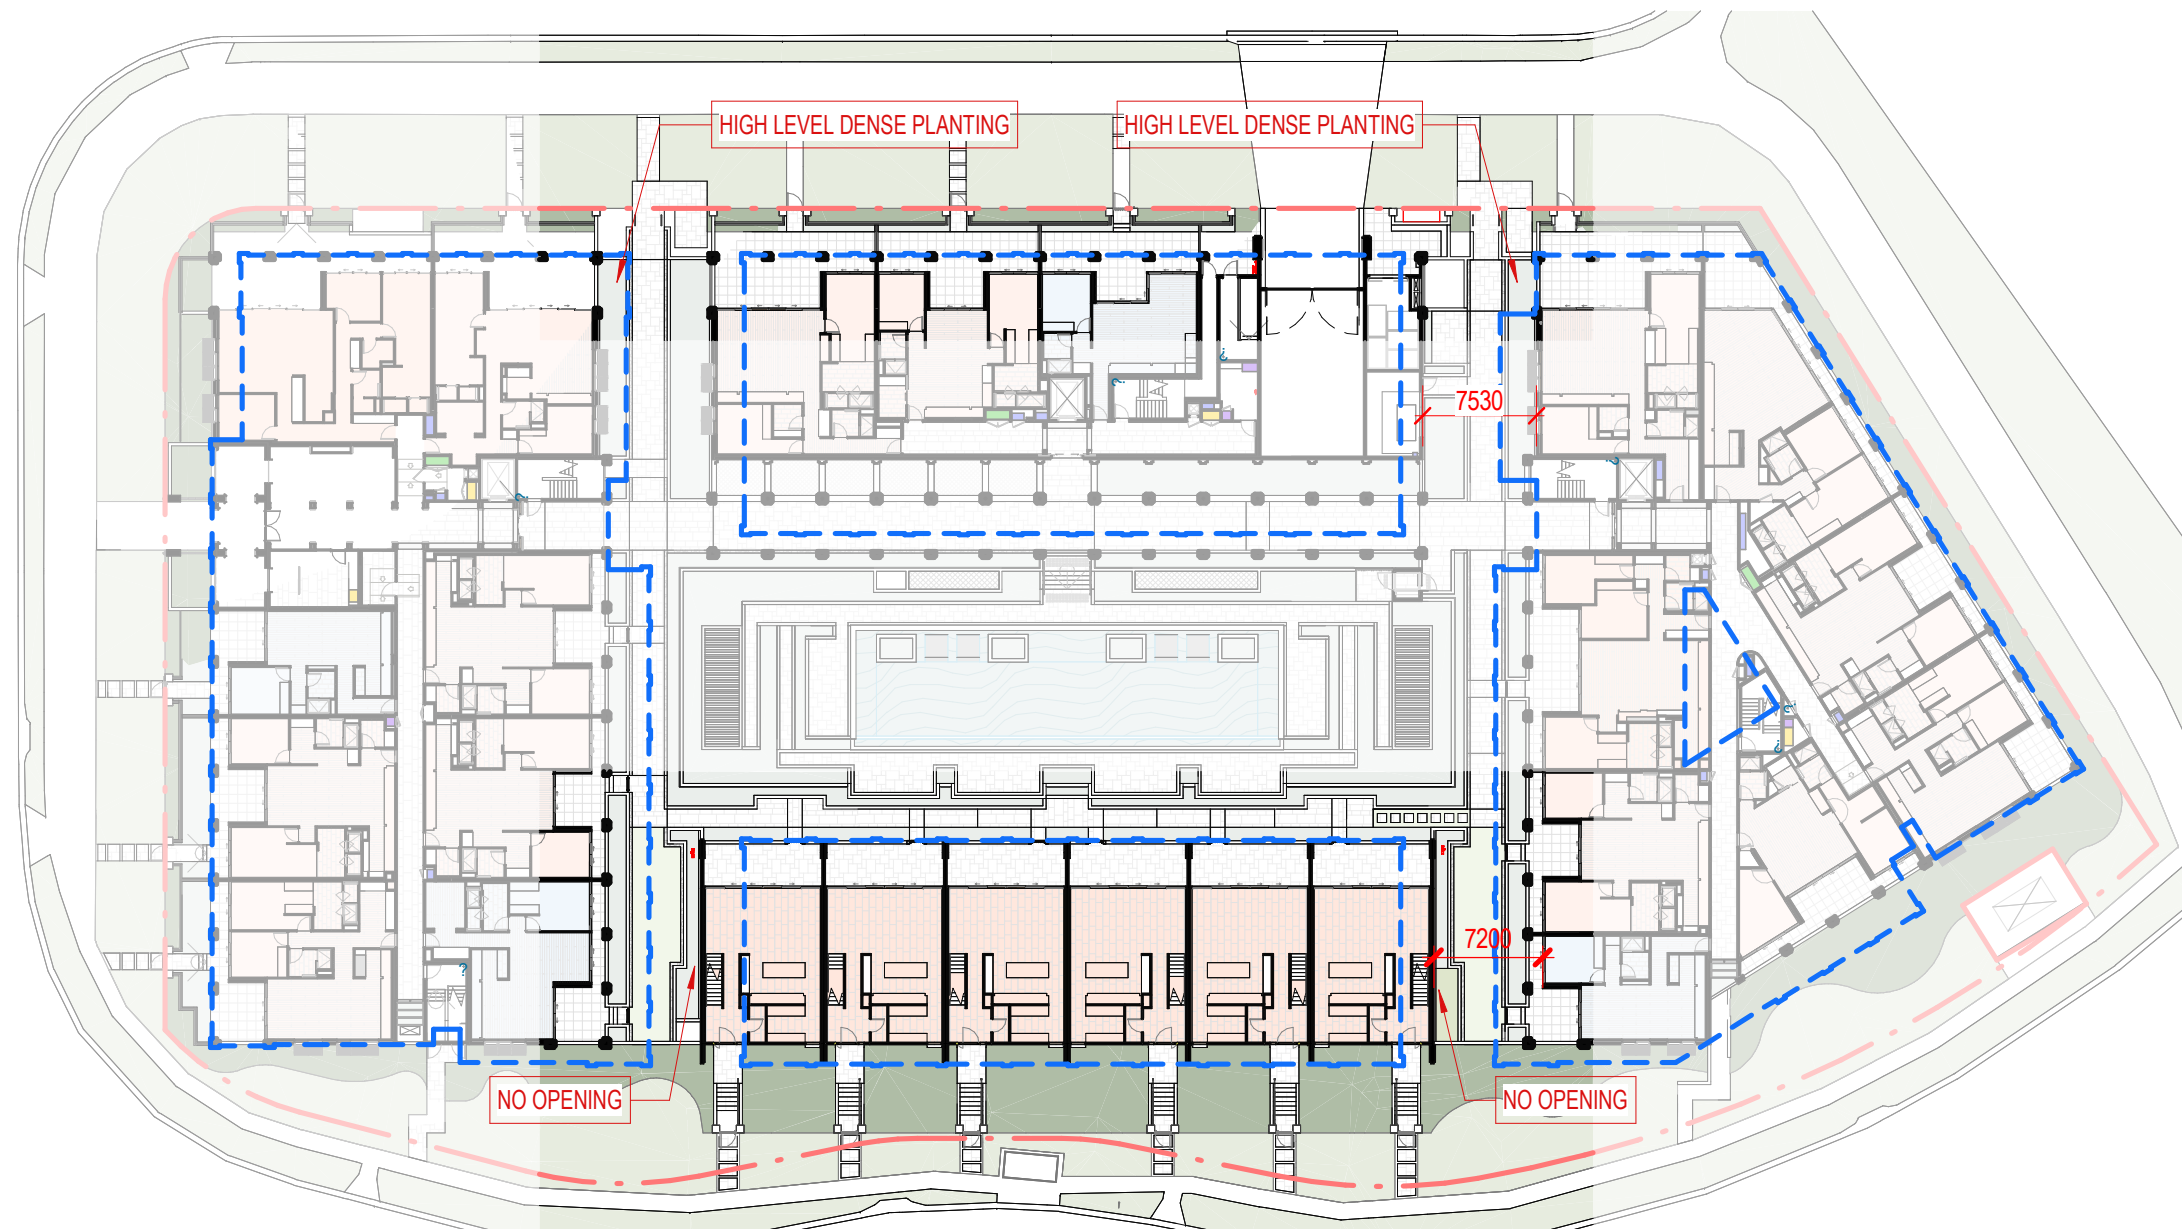 HIGH LEVEL DENSE PLANTING
HIGH LEVEL DENSE PLANTING
7530
7200
NO OPENING
NO OPENING